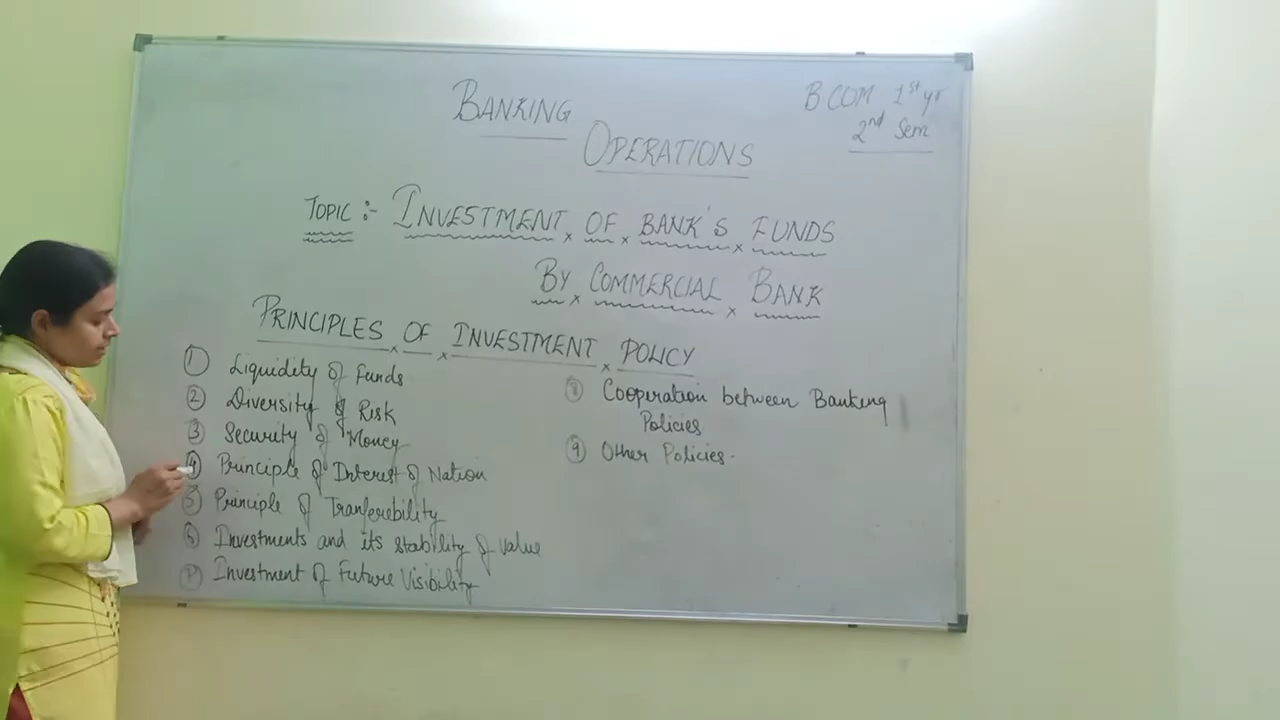 BANKING
OPERATIONS
B COM 1st yr
2nd Sem
TOPIC :- INVESTMENT OF BANK'S FUNDS
BY COMMERCIAL BANK
PRINCIPLES OF INVESTMENT POLICY
① Liquidity of Funds
② Diversity of Risk
③ Security of Money
④ Principle of Interest of Nation
⑤ Principle of Tranferebility
⑥ Investments and its stability of value
⑦ Investment of Future Visibility
⑧ Cooperation between Banking
Policies
⑨ Other Policies.